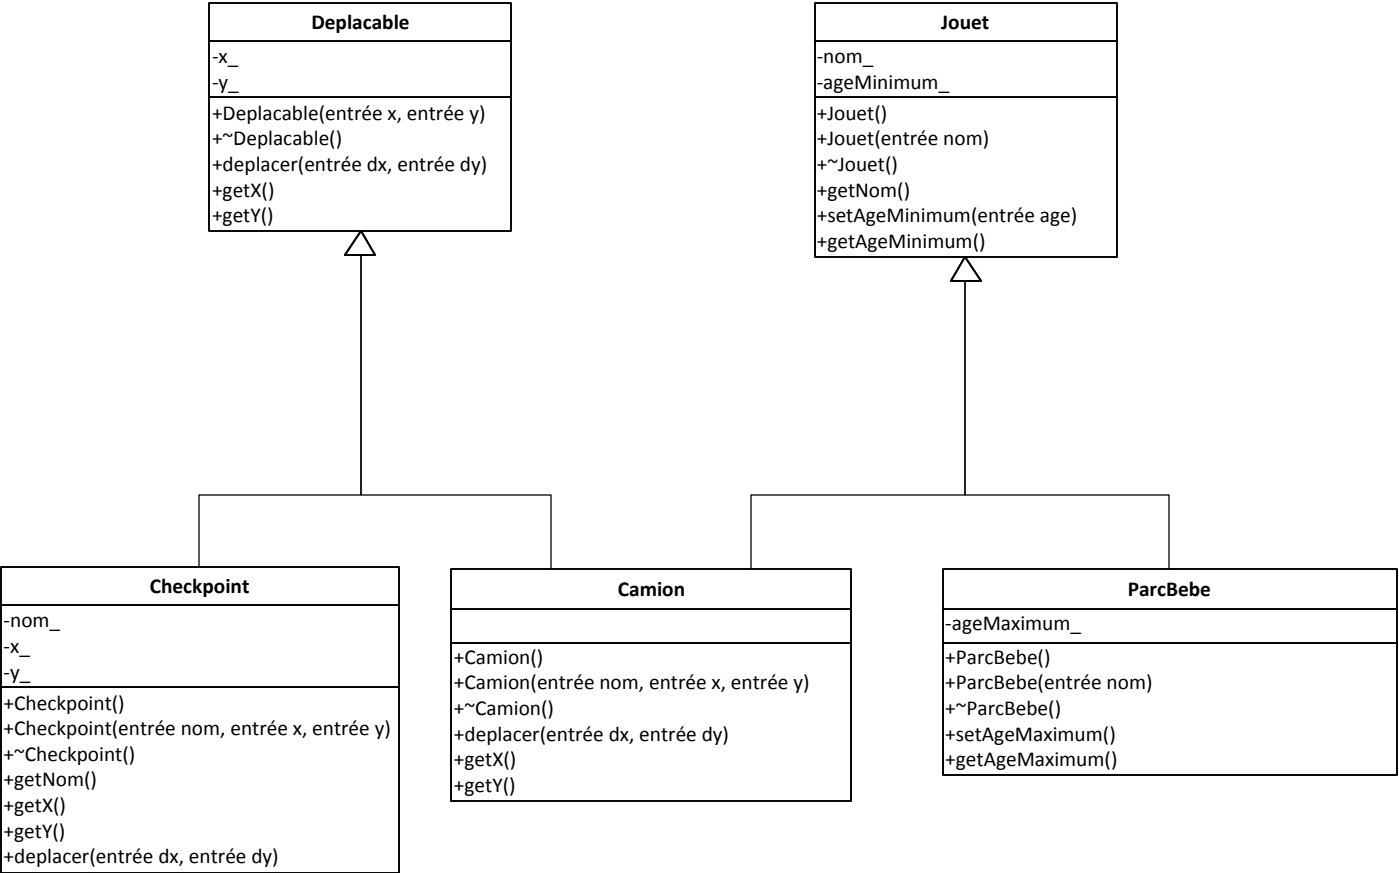 Deplacable
-x_
-y_
+Deplacable(entrée x, entrée y)
+~Deplacable()
+deplacer(entrée dx, entrée dy)
+getX()
+getY()
Jouet
-nom_
-ageMinimum_
+Jouet()
+Jouet(entrée nom)
+~Jouet()
+getNom()
+setAgeMinimum(entrée age)
+getAgeMinimum()
Checkpoint
-nom_
-x_
-y_
+Checkpoint()
+Checkpoint(entrée nom, entrée x, entrée y)
+~Checkpoint()
+getNom()
+getX()
+getY()
+deplacer(entrée dx, entrée dy)
Camion
+Camion()
+Camion(entrée nom, entrée x, entrée y)
+~Camion()
+deplacer(entrée dx, entrée dy)
+getX()
+getY()
ParcBebe
-ageMaximum_
+ParcBebe()
+ParcBebe(entrée nom)
+~ParcBebe()
+setAgeMaximum()
+getAgeMaximum()